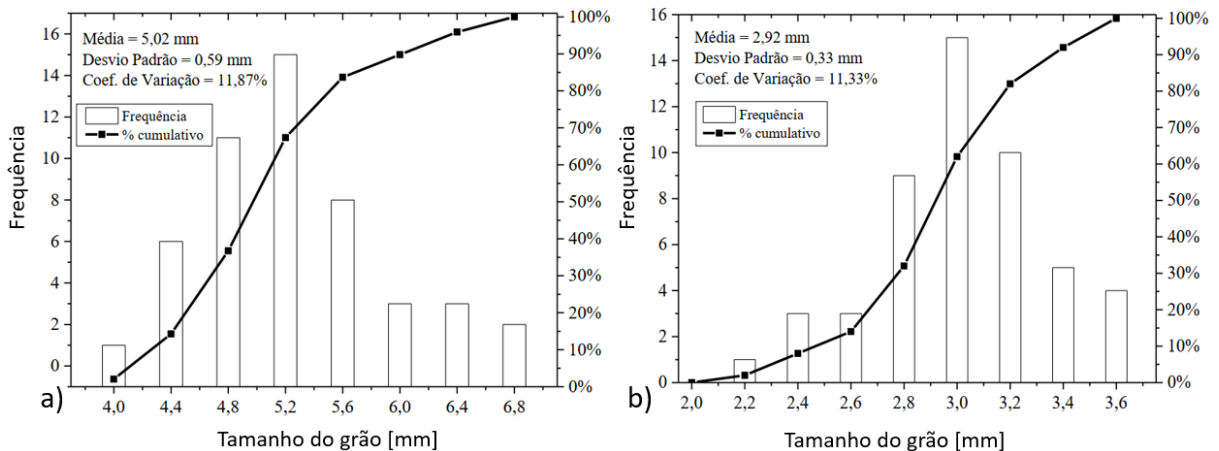 Média = 5,02 mm
Desvio Padrão = 0,59 mm
Coef. de Variação = 11,87%
Frequência
% cumulativo
Frequência
16
14
12
10
8
6
4
2
0
100%
90%
80%
70%
60%
50%
40%
30%
20%
10%
0%
a)
4,0 4,4 4,8 5,2 5,6 6,0 6,4 6,8
Tamanho do grão [mm]
Média = 2,92 mm
Desvio Padrão = 0,33 mm
Coef. de Variação = 11,33%
Frequência
% cumulativo
Frequência
16
14
12
10
8
6
4
2
0
100%
90%
80%
70%
60%
50%
40%
30%
20%
10%
0%
b)
2,0 2,2 2,4 2,6 2,8 3,0 3,2 3,4 3,6
Tamanho do grão [mm]